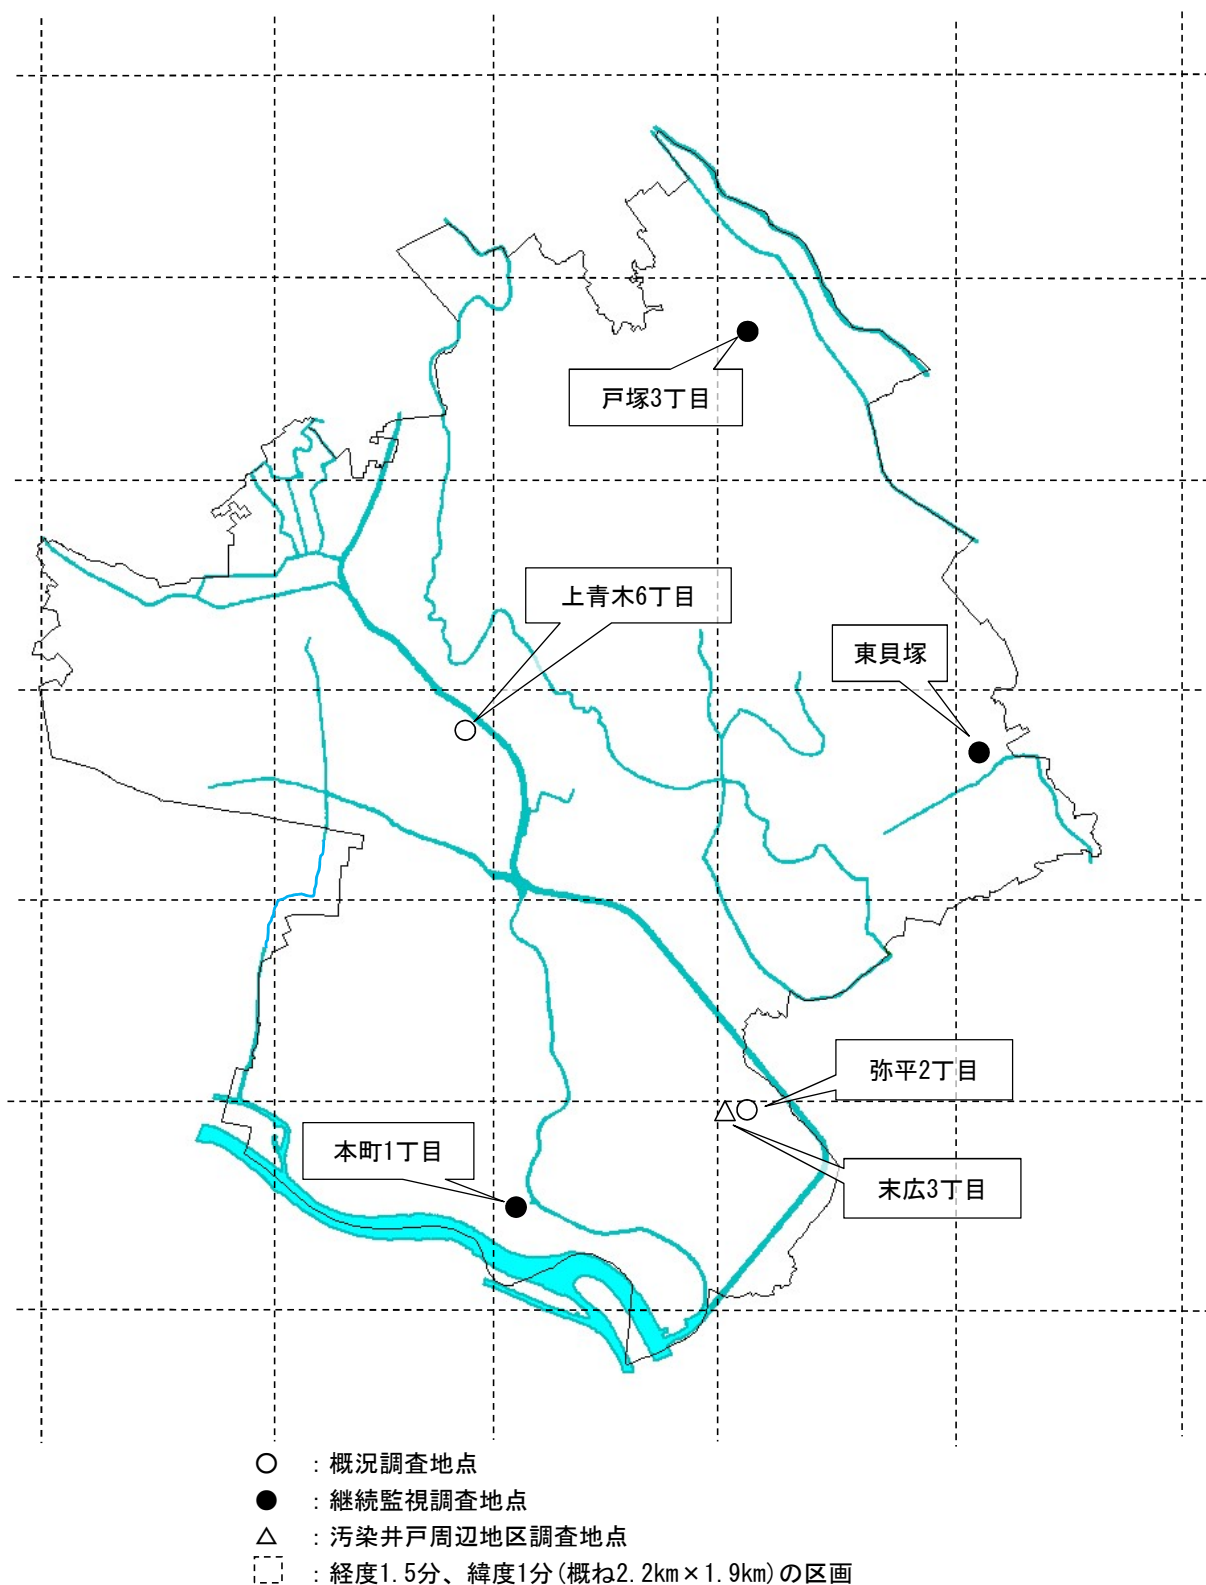 戸塚3丁目
上青木6丁目
東貝塚
弥平2丁目
本町1丁目
末広3丁目
○ : 概況調査地点
● : 継続監視調査地点
△ : 汚染井戸周辺地区調査地点
: 経度1.5分、緯度1分(概ね2.2km×1.9km)の区画